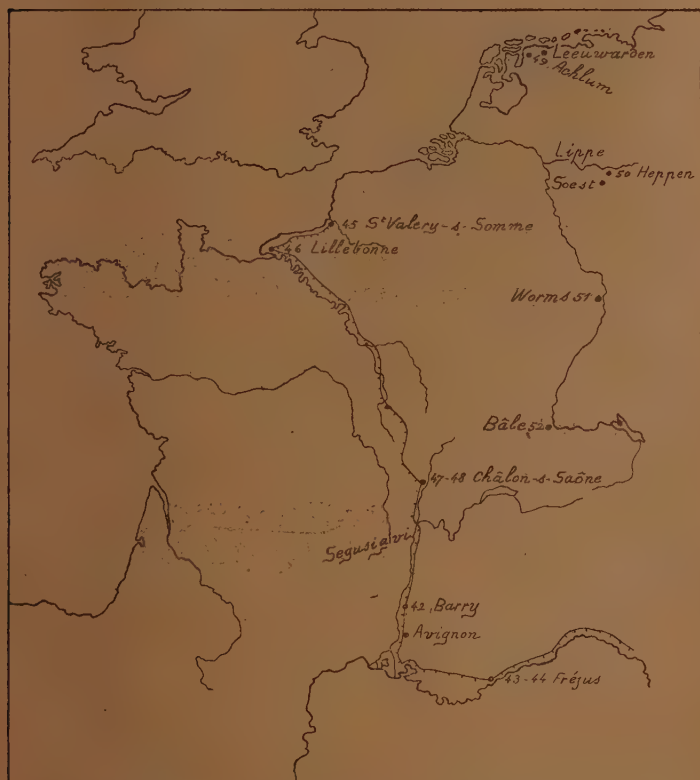 49 Leeuwarden
Achlum
Lippe
50 Heppen
Soest
45 St Valery-s-Somme
46 Lillebonne
Worms 51
Bâle 52
47-48 Châlon-s-Saône
Segusiavi
42 Barry
Avignon
43-44 Fréjus